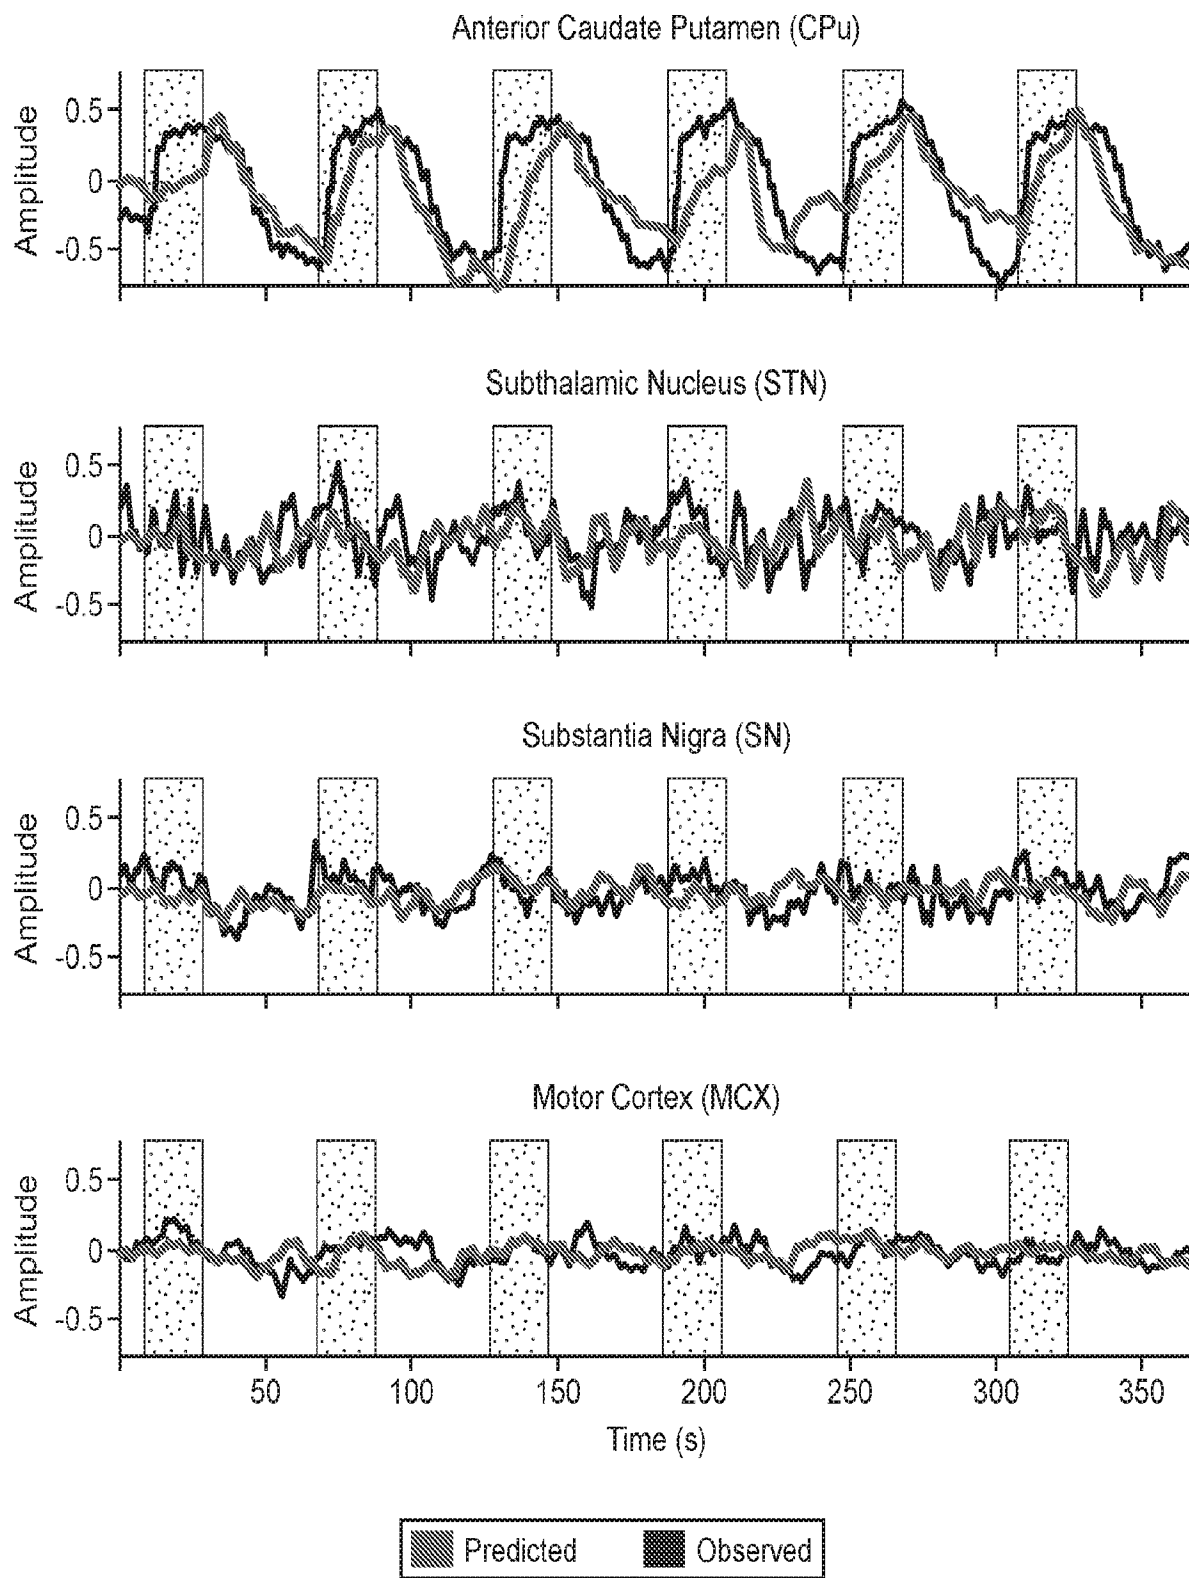 Anterior Caudate Putamen (CPu)
Amplitude
0.5
0
-0.5
Subthalamic Nucleus (STN)
Amplitude
0.5
0
-0.5
Substantia Nigra (SN)
Amplitude
0.5
0
-0.5
Motor Cortex (MCX)
Amplitude
0.5
0
-0.5
50 100 150 200 250 300 350
Time (s)
Predicted Observed